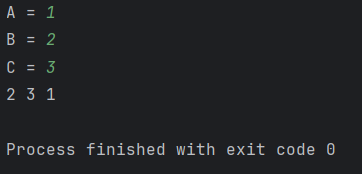 A = 1
B = 2
C = 3
2 3 1
Process finished with exit code 0